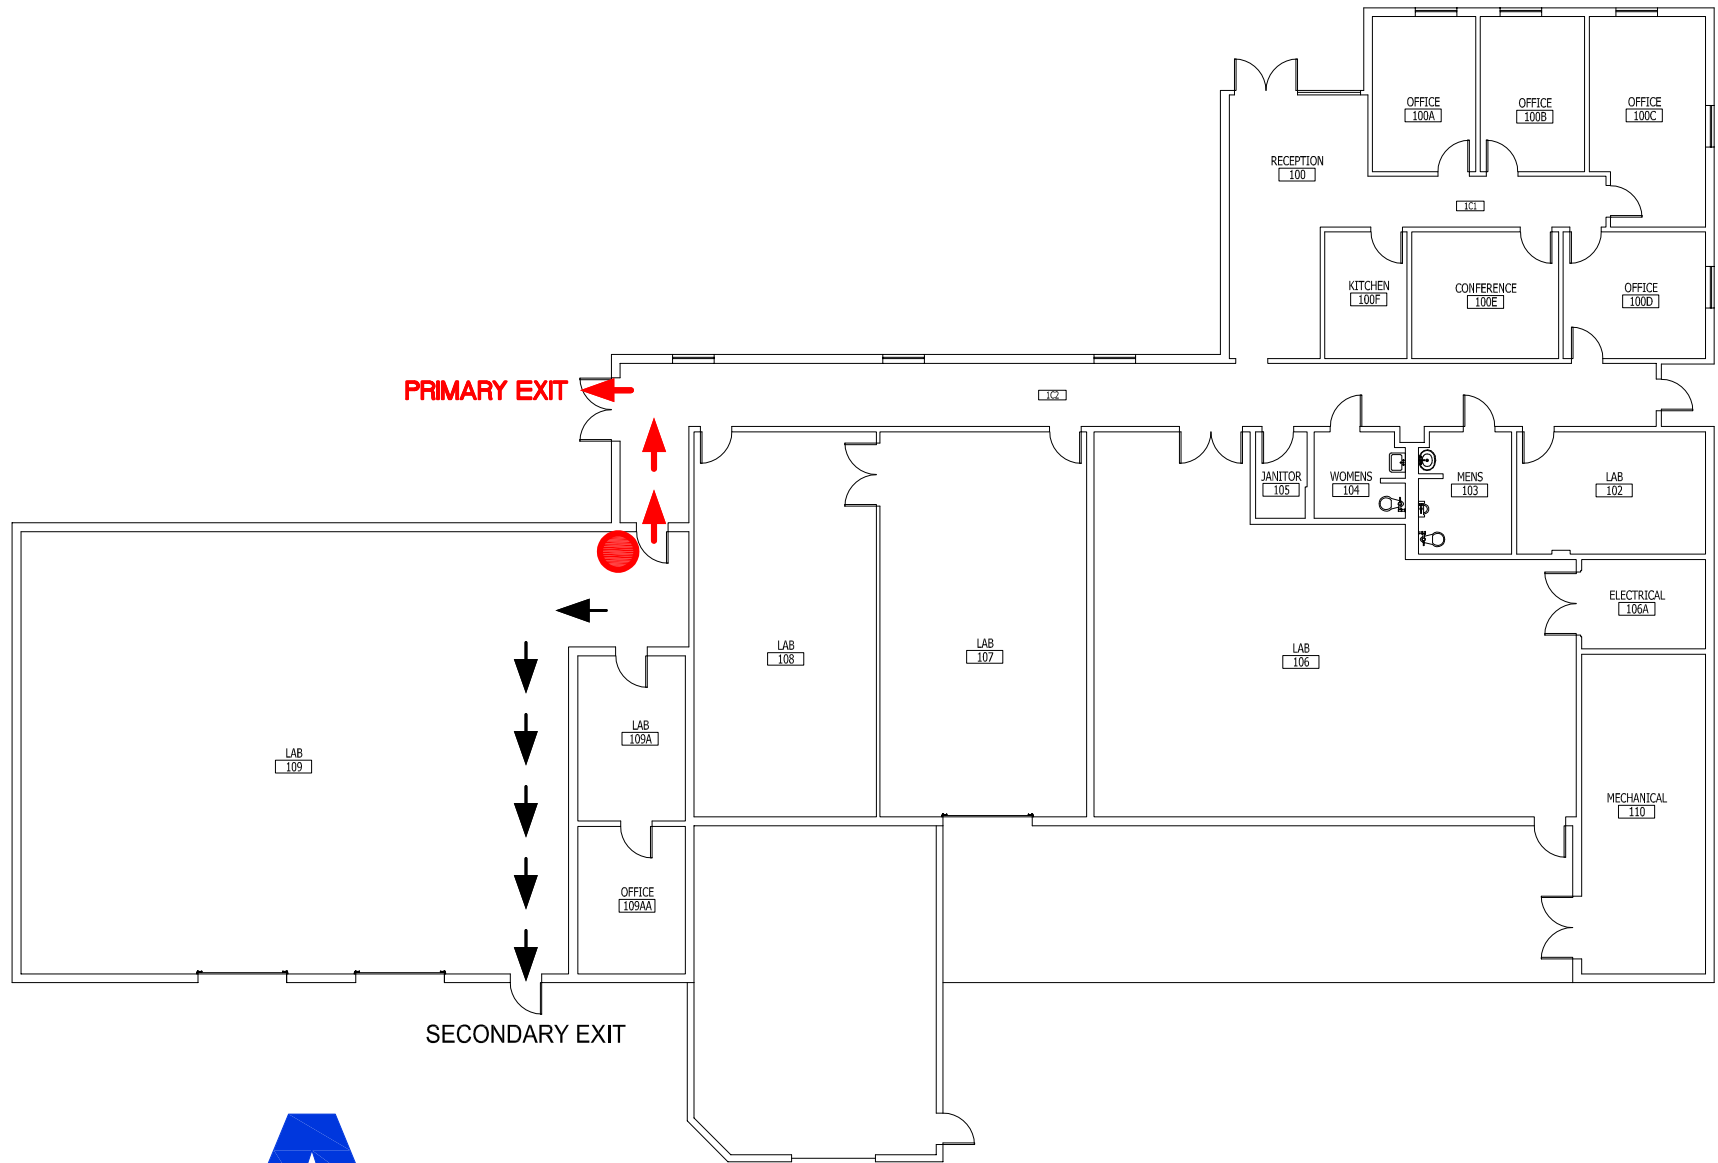 OFFICE
100A
OFFICE
100B
OFFICE
100C
RECEPTION
100
1C1
KITCHEN
100F
CONFERENCE
100E
OFFICE
100D
PRIMARY EXIT
1C2
JANITOR
105
WOMENS
104
MENS
103
LAB
102
ELECTRICAL
106A
LAB
108
LAB
107
LAB
106
LAB
109A
LAB
109
MECHANICAL
110
OFFICE
109AA
SECONDARY EXIT